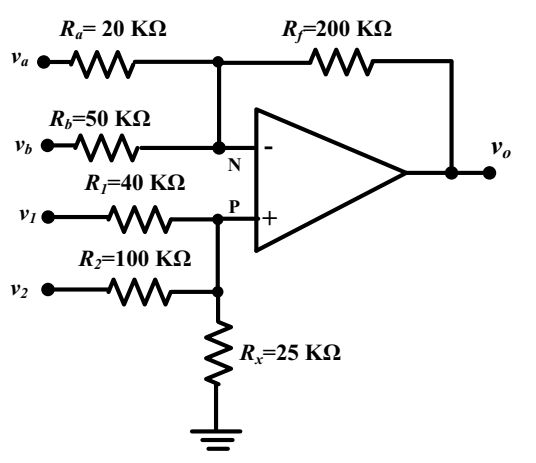 Ra= 20 KΩ
Rf=200 KΩ
va
Rb=50 KΩ
vb
N
-
vo
R1=40 KΩ
v1
P
+
R2=100 KΩ
v2
Rx=25 KΩ